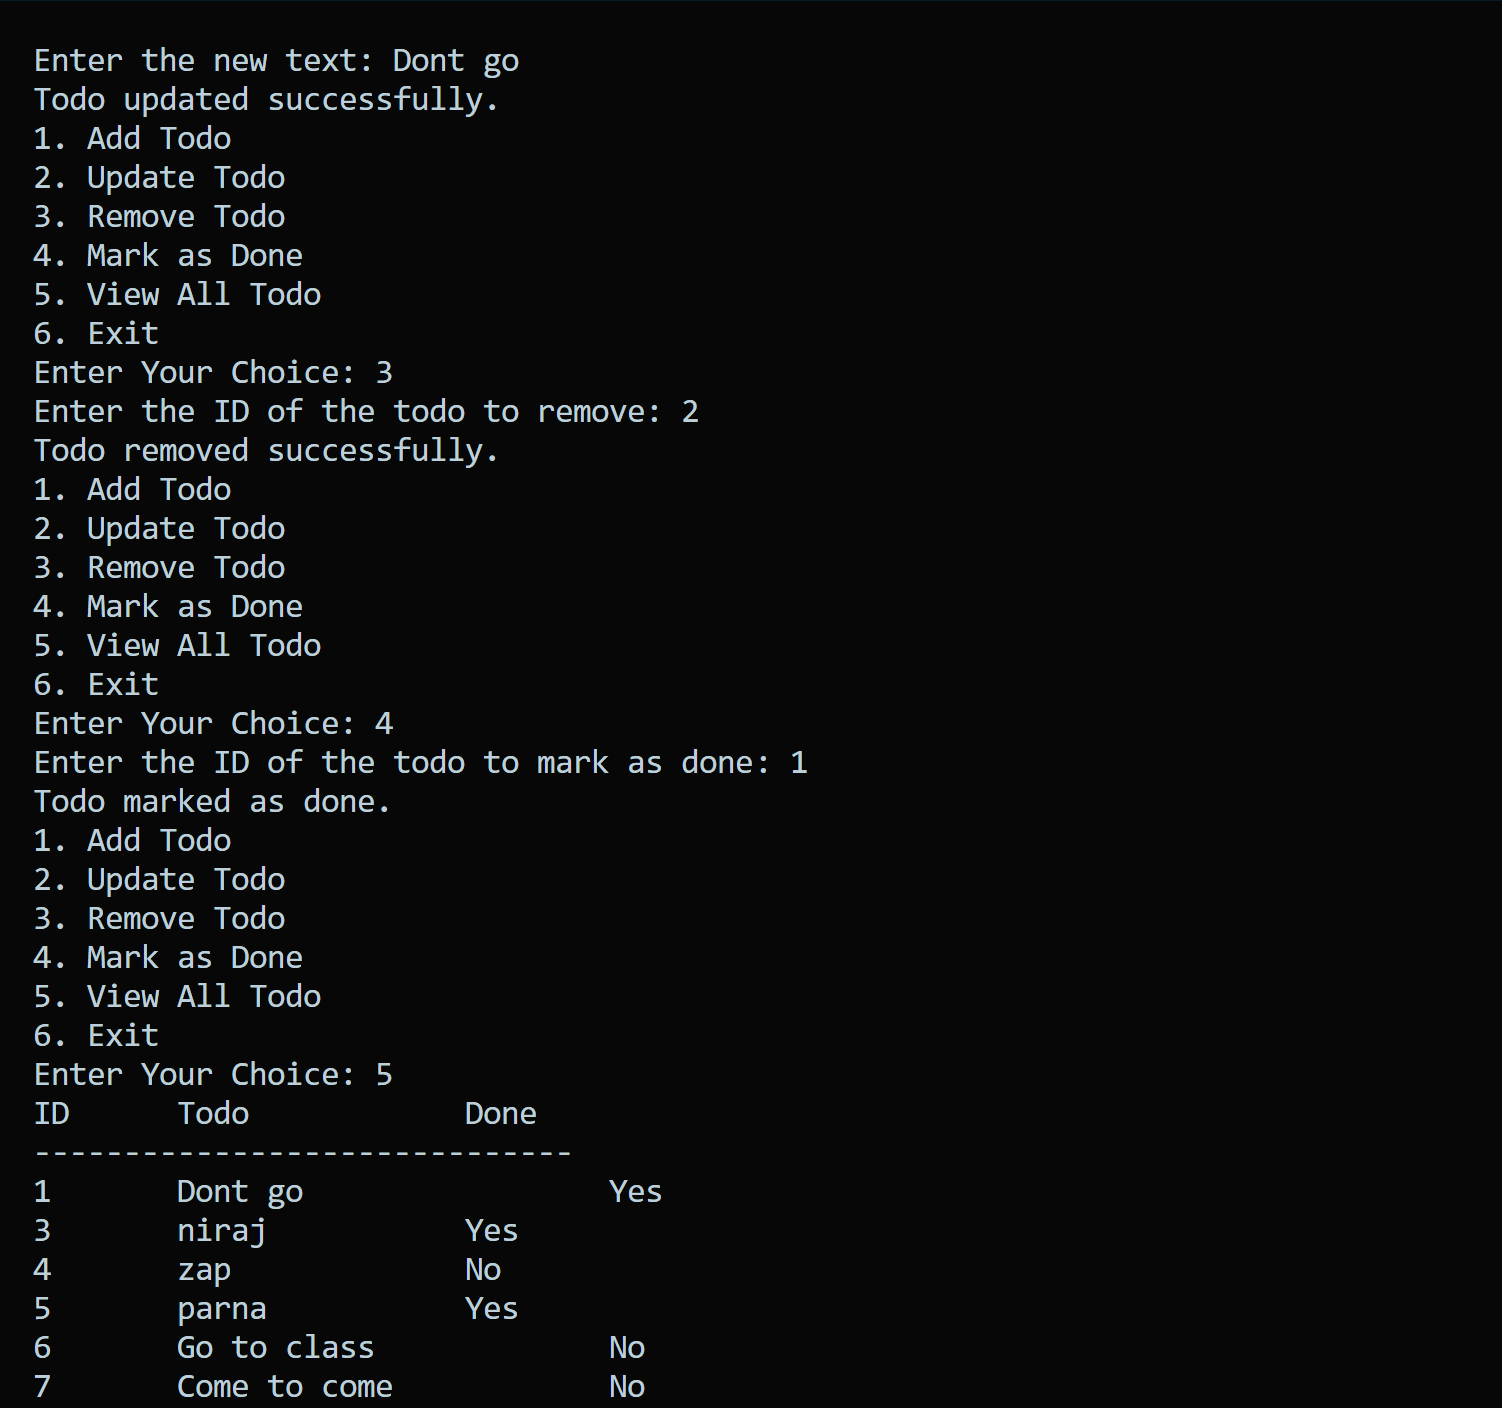 Enter the new text: Dont go
Todo updated successfully.
1. Add Todo
2. Update Todo
3. Remove Todo
4. Mark as Done
5. View All Todo
6. Exit
Enter Your Choice: 3
Enter the ID of the todo to remove: 2
Todo removed successfully.
1. Add Todo
2. Update Todo
3. Remove Todo
4. Mark as Done
5. View All Todo
6. Exit
Enter Your Choice: 4
Enter the ID of the todo to mark as done: 1
Todo marked as done.
1. Add Todo
2. Update Todo
3. Remove Todo
4. Mark as Done
5. View All Todo
6. Exit
Enter Your Choice: 5
ID      Todo            Done
------------------------------
1       Dont go                 Yes
3       niraj           Yes
4       zap             No
5       parna           Yes
6       Go to class             No
7       Come to come            No